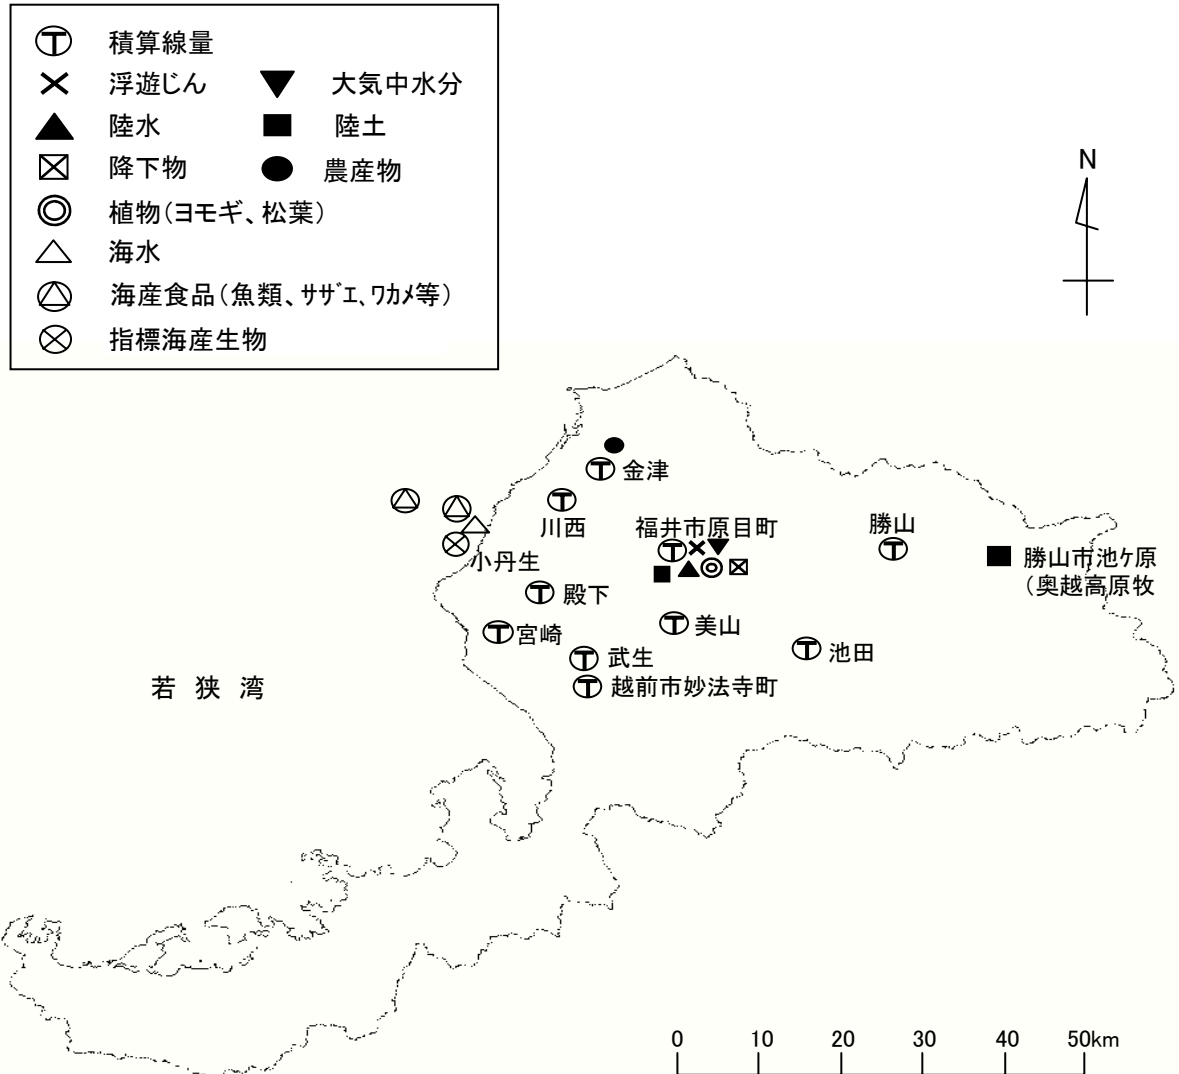 積算線量
浮遊じん 大気中水分
陸水 陸土
降下物 農産物
植物(ヨモギ、松葉)
海水
海産食品(魚類、ｻｻﾞｴ、ﾜｶﾒ等)
指標海産生物
N
金津
川西
福井市原目町
勝山
小丹生
勝山市池ケ原
(奥越高原牧
殿下
宮崎
美山
武生
池田
越前市妙法寺町
若狭湾
0 10 20 30 40 50km